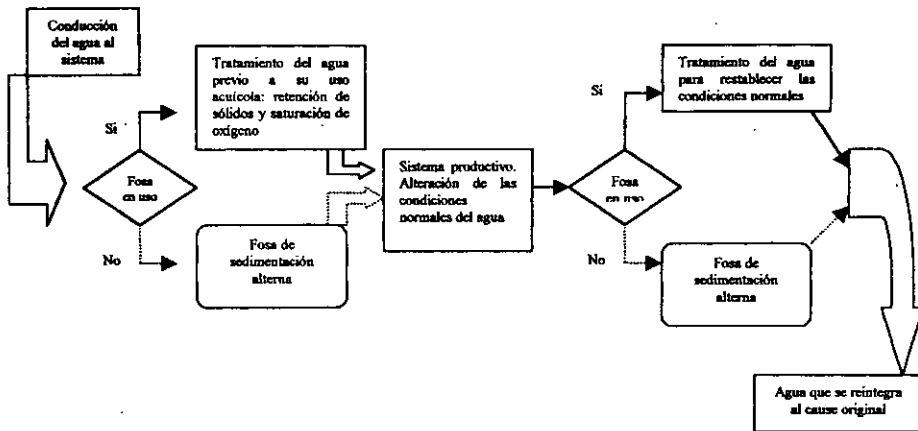 Conducción
del agua al
sistema
Tratamiento del agua
previo a su uso
acuícola: retención de
sólidos y saturación de
oxígeno
Si
Fosa
en uso
No
Fosa de
sedimentación
alterna
Sistema productivo.
Alteración de las
condiciones
normales del agua
Tratamiento del agua
para restablecer las
condiciones normales
Si
Fosa
en uso
No
Fosa de
sedimentación
alterna
Agua que se reintegra
al cause original